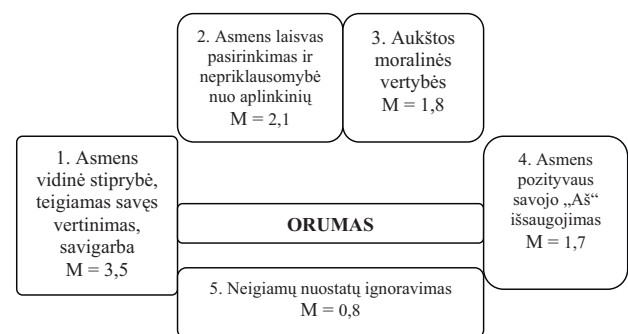 2. Asmens laisvas
pasirinkimas ir
nepriklausomybė
nuo aplinkinių
M = 2,1
3. Aukštos
moralinės
vertybės
M = 1,8
1. Asmens
vidinė stiprybė,
teigiamas savęs
vertinimas,
savigarba
M = 3,5
ORUMAS
4. Asmens
pozityvaus
savojo „Aš“
išsaugojimas
M = 1,7
5. Neigiamų nuostatų ignoravimas
M = 0,8